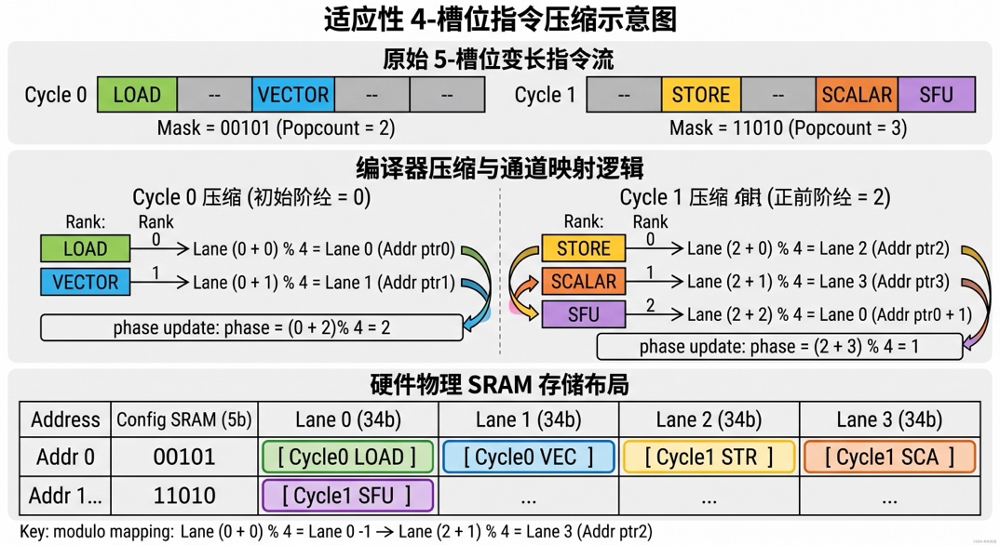 适应性 4-槽位指令压缩示意图
原始 5-槽位变长指令流
Cycle 0 LOAD -- VECTOR -- --
Mask = 00101 (Popcount = 2)
Cycle 1 -- STORE -- SCALAR SFU
Mask = 11010 (Popcount = 3)
编译器压缩与通道映射逻辑
Cycle 0 压缩 (初始阶经 = 0)
Rank: Rank
LOAD 0 Lane (0 + 0) % 4 = Lane 0 (Addr ptr0)
VECTOR 1 Lane (0 + 1) % 4 = Lane 1 (Addr ptr1)
phase update: phase = (0 + 2)% 4 = 2
Cycle 1 压缩 (正前阶经 = 2)
Rank: Rank
STORE 0 Lane (2 + 0) % 4 = Lane 2 (Addr ptr2)
SCALAR 1 Lane (2 + 1) % 4 = Lane 3 (Addr ptr3)
SFU 2 Lane (2 + 2) % 4 = Lane 0 (Addr ptr0 + 1)
phase update: phase = (2 + 3) % 4 = 1
硬件物理 SRAM 存储布局
Address Config SRAM (5b) Lane 0 (34b) Lane 1 (34b) Lane 2 (34b) Lane 3 (34b)
Addr 0 00101 [ Cycle0 LOAD ] [ Cycle0 VEC ] [ Cycle1 STR ] [ Cycle1 SCA ]
Addr 1... 11010 [ Cycle1 SFU ] ... ... ...
Key: modulo mapping: Lane (0 + 0) % 4 = Lane 0 -1 → Lane (2 + 1) % 4 = Lane 3 (Addr ptr2)